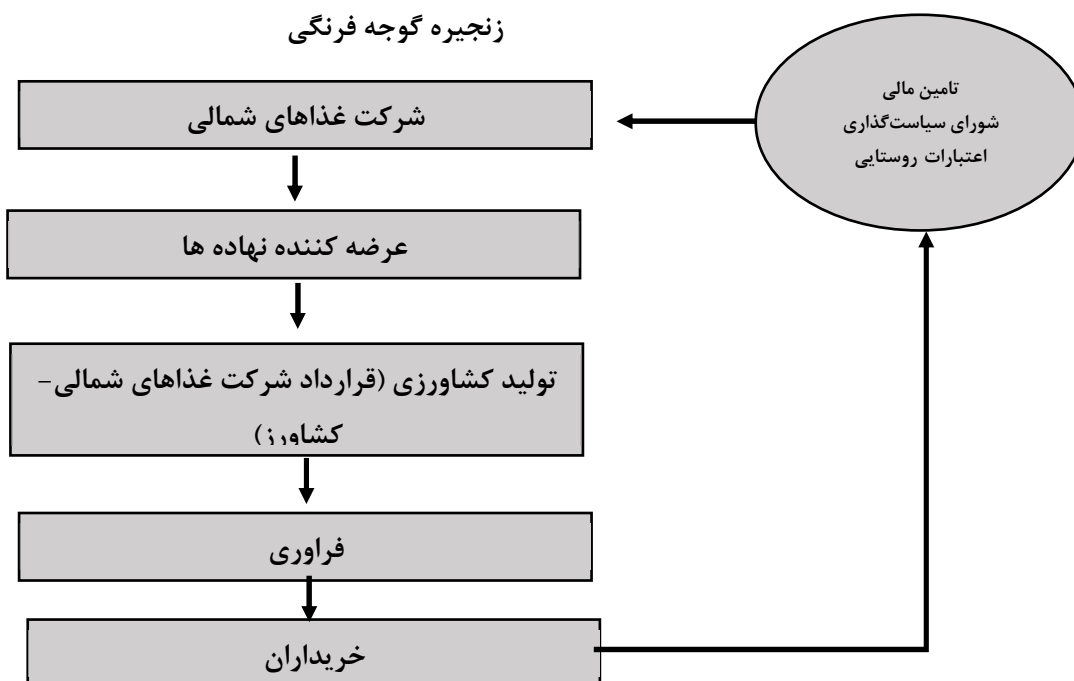 زنجیره گوجه فرنگی
تامین مالی
شورای سیاست‌گذاری
اعتبارات روستایی
شرکت غذاهای شمالی
عرضه کننده نهاده ها
تولید کشاورزی (قرارداد شرکت غذاهای شمالی-
کشاورز)
فراوری
خریداران